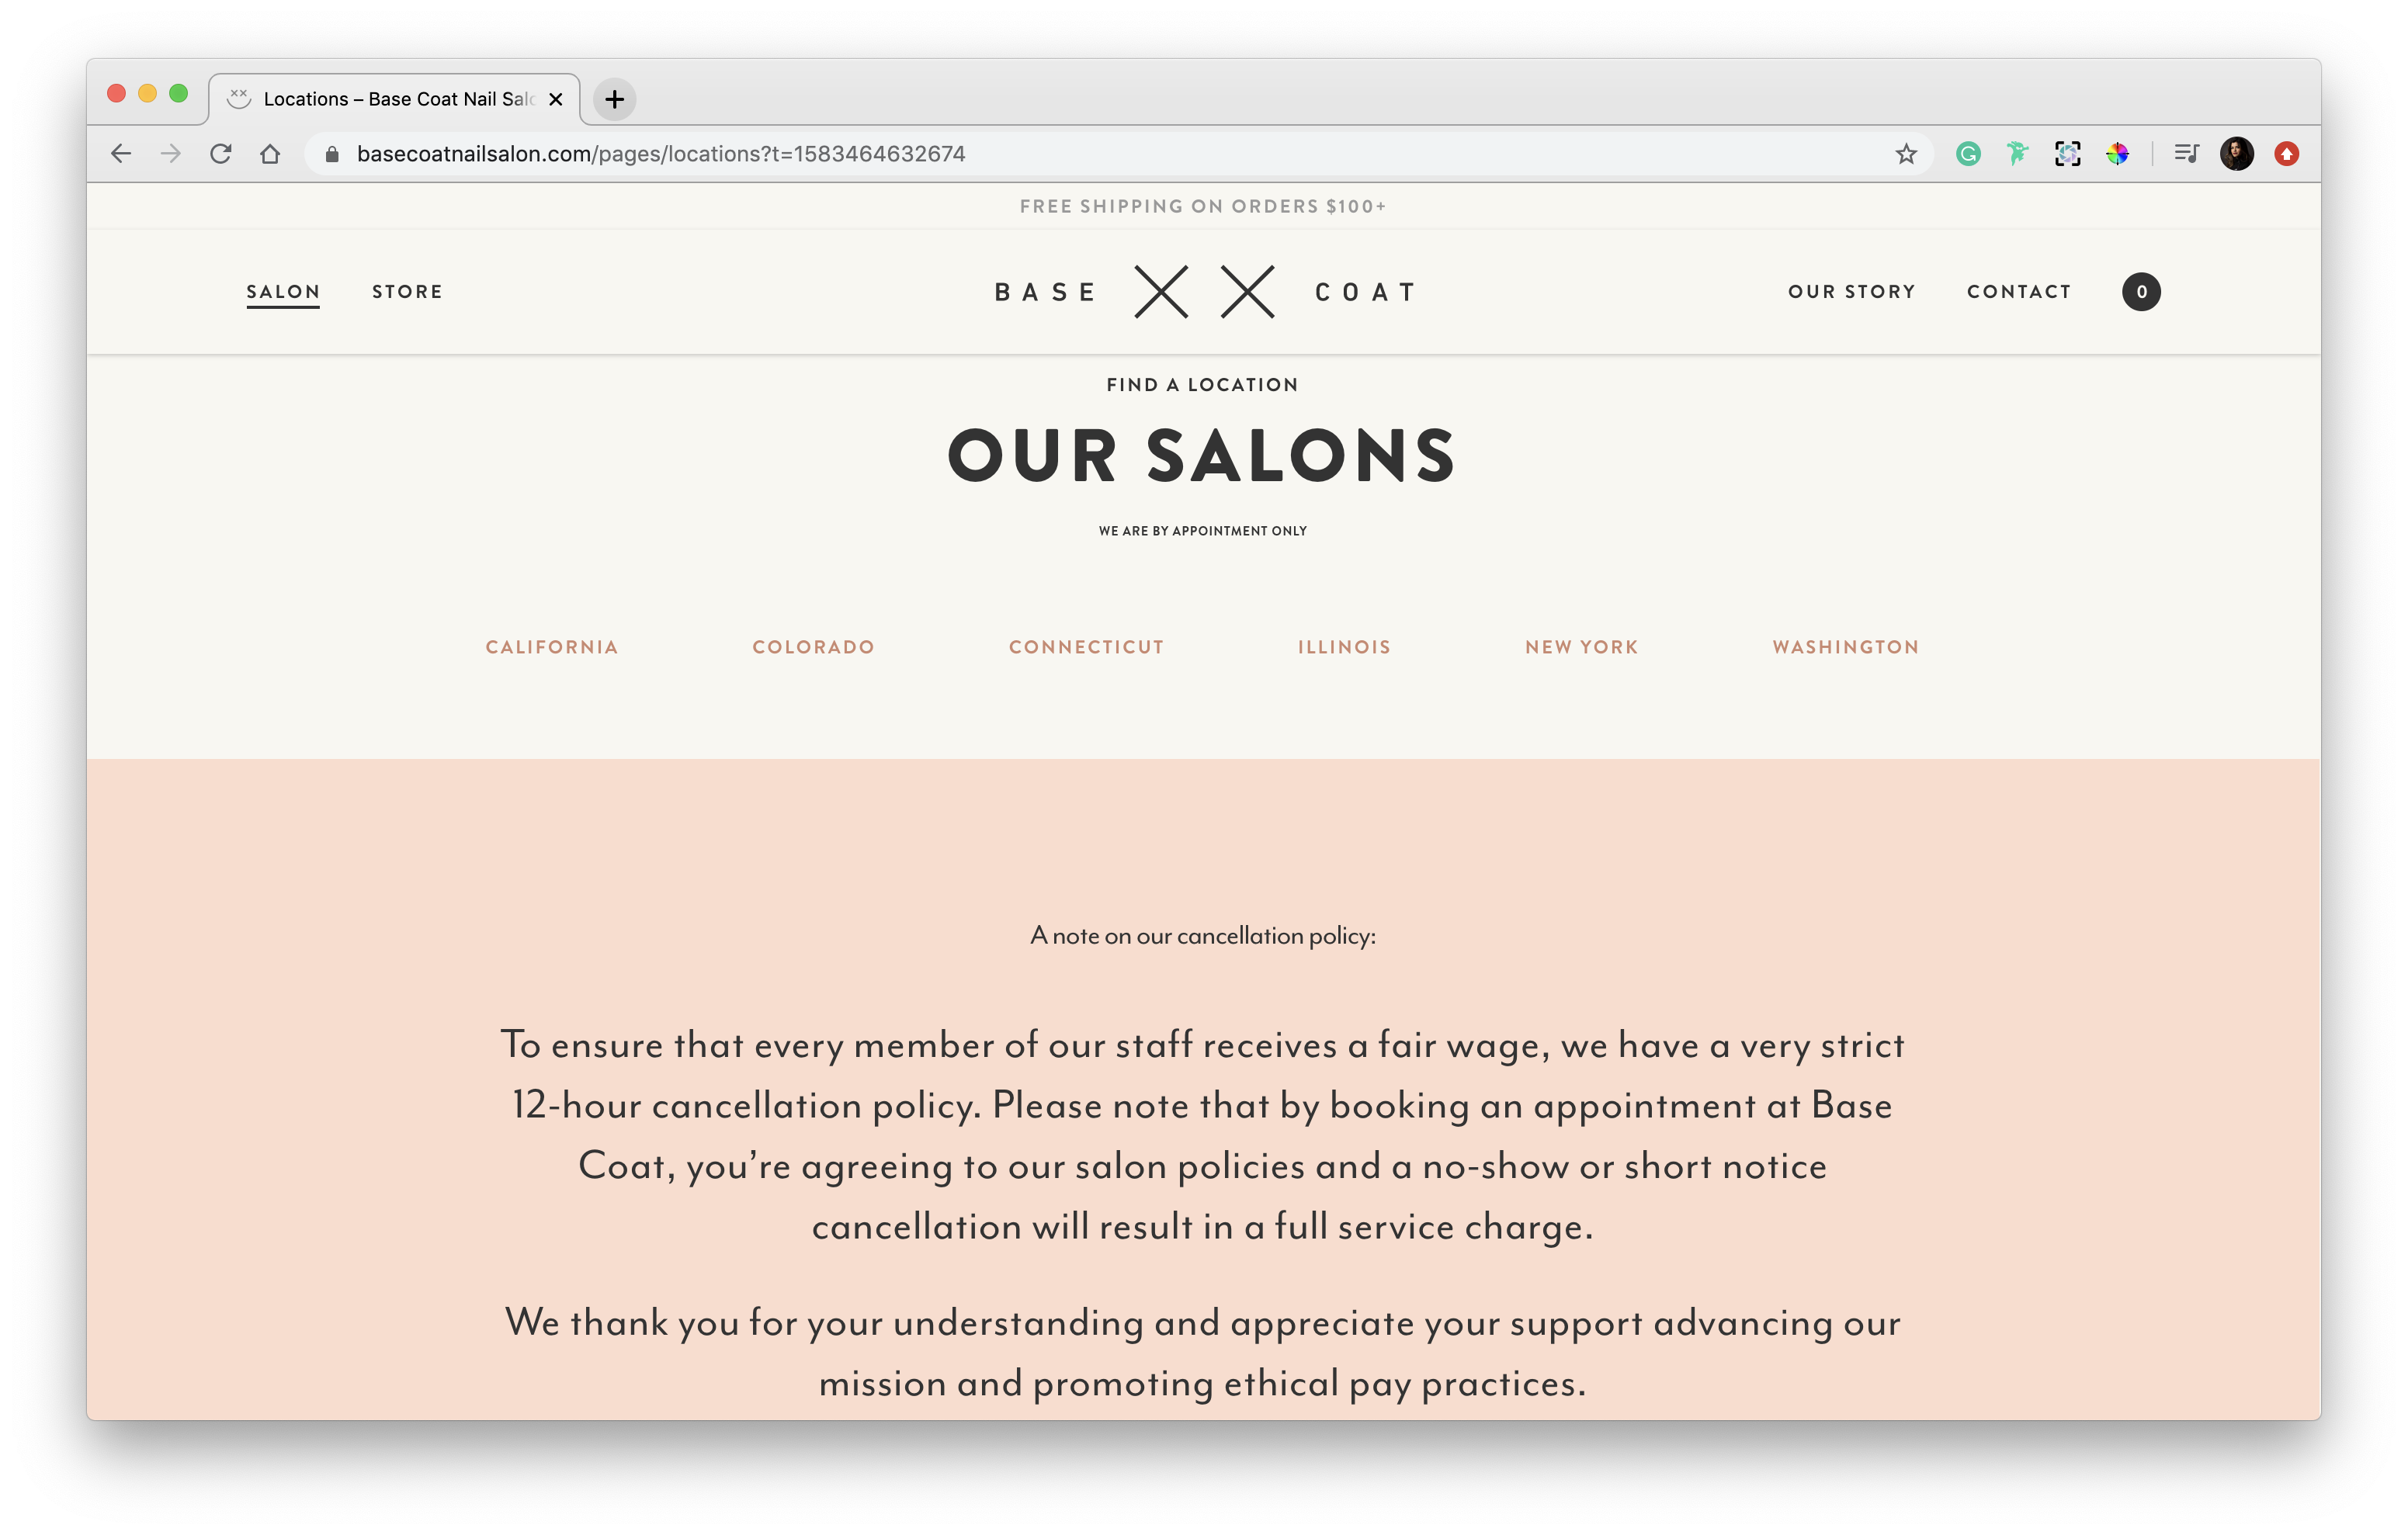 Locations – Base Coat Nail Sal
basecoatnailsalon.com/pages/locations?t=1583464632674
FREE SHIPPING ON ORDERS $100+
SALON STORE BASE XX COAT OUR STORY CONTACT 0
FIND A LOCATION
OUR SALONS
WE ARE BY APPOINTMENT ONLY
CALIFORNIA COLORADO CONNECTICUT ILLINOIS NEW YORK WASHINGTON
A note on our cancellation policy:
To ensure that every member of our staff receives a fair wage, we have a very strict
12-hour cancellation policy. Please note that by booking an appointment at Base
Coat, you’re agreeing to our salon policies and a no-show or short notice
cancellation will result in a full service charge.
We thank you for your understanding and appreciate your support advancing our
mission and promoting ethical pay practices.